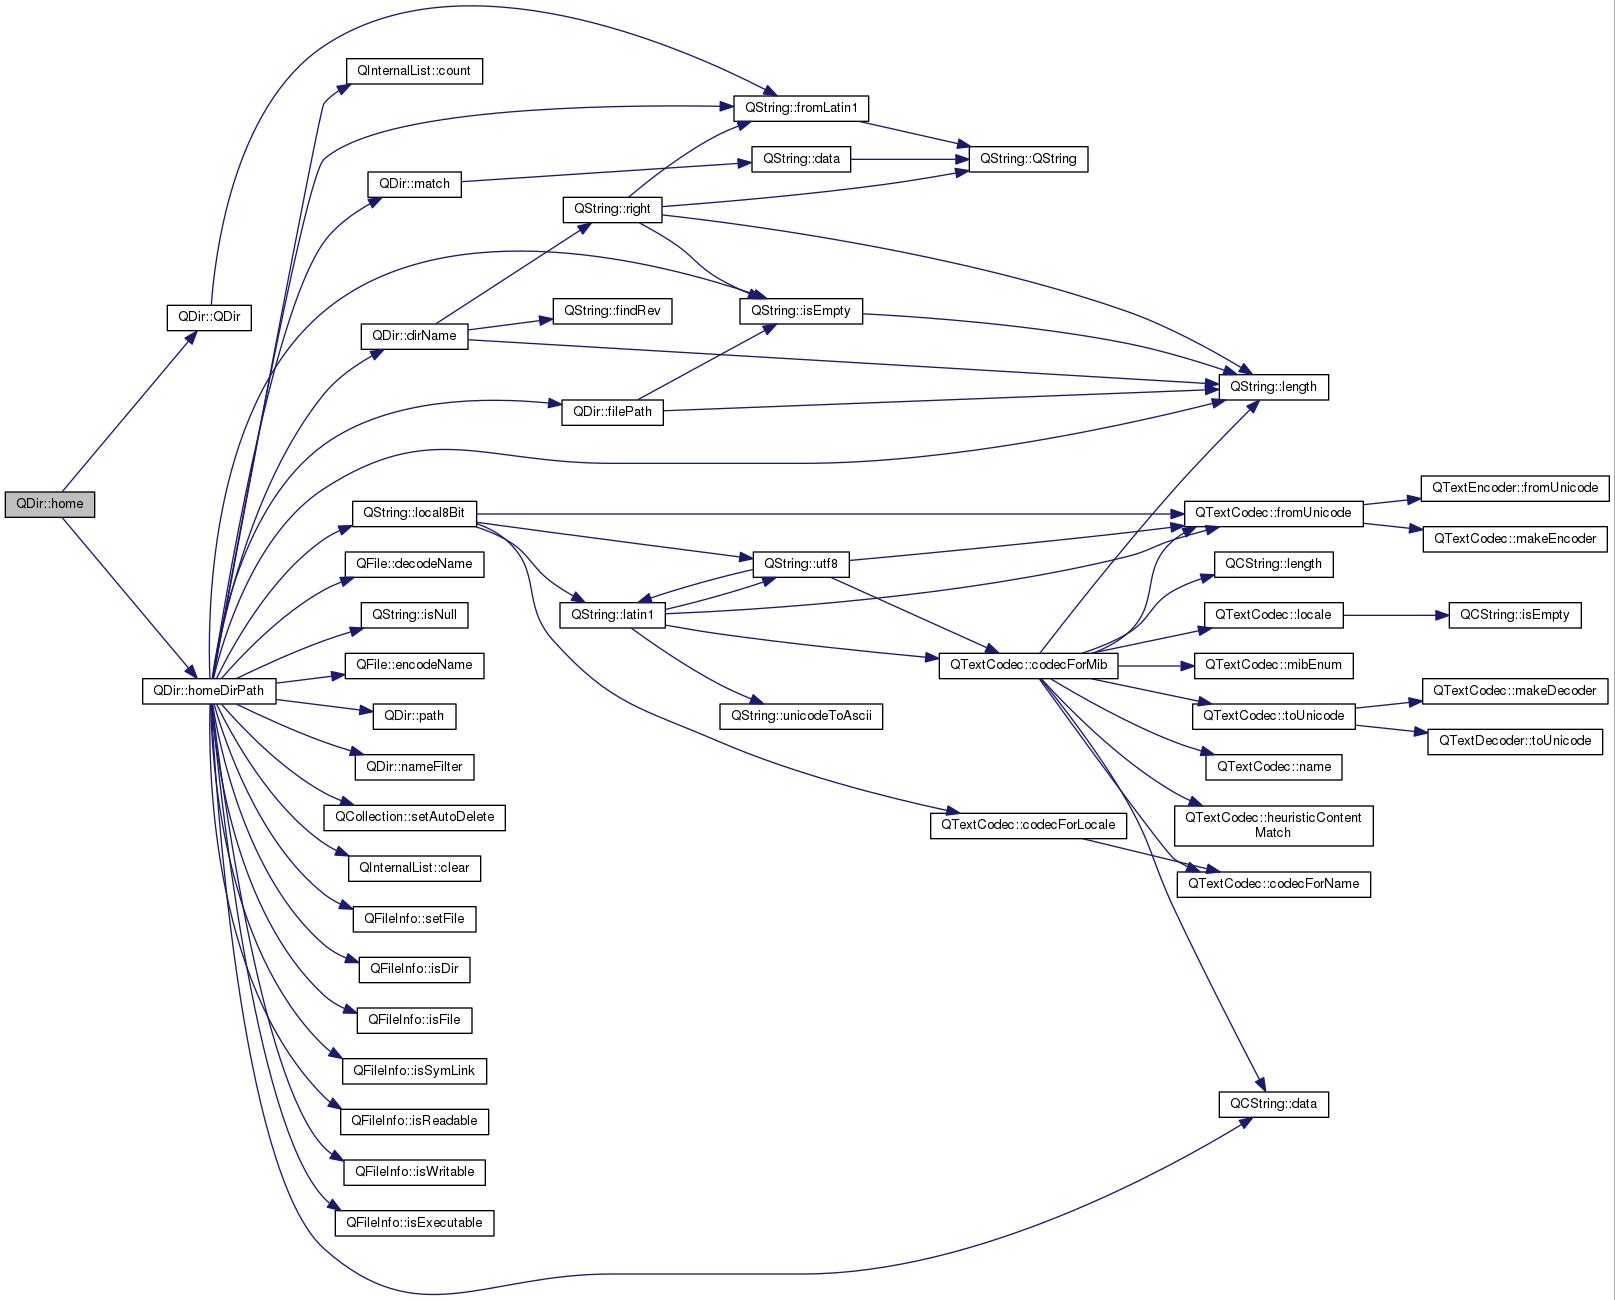 QDir::home
QDir::QDir
QDir::homeDirPath
QInternalList::count
QDir::match
QDir::dirName
QString::local8Bit
QFile::decodeName
QString::isNull
QFile::encodeName
QDir::path
QDir::nameFilter
QCollection::setAutoDelete
QInternalList::clear
QFileInfo::setFile
QFileInfo::isDir
QFileInfo::isFile
QFileInfo::isSymLink
QFileInfo::isReadable
QFileInfo::isWritable
QFileInfo::isExecutable
QString::right
QString::findRev
QDir::filePath
QString::latin1
QString::fromLatin1
QString::data
QString::isEmpty
QString::utf8
QString::unicodeToAscii
QString::QString
QTextCodec::codecForMib
QTextCodec::codecForLocale
QString::length
QTextCodec::fromUnicode
QCString::length
QTextCodec::locale
QTextCodec::mibEnum
QTextCodec::toUnicode
QTextCodec::name
QTextCodec::heuristicContent
Match
QTextCodec::codecForName
QCString::data
QTextEncoder::fromUnicode
QTextCodec::makeEncoder
QCString::isEmpty
QTextCodec::makeDecoder
QTextDecoder::toUnicode